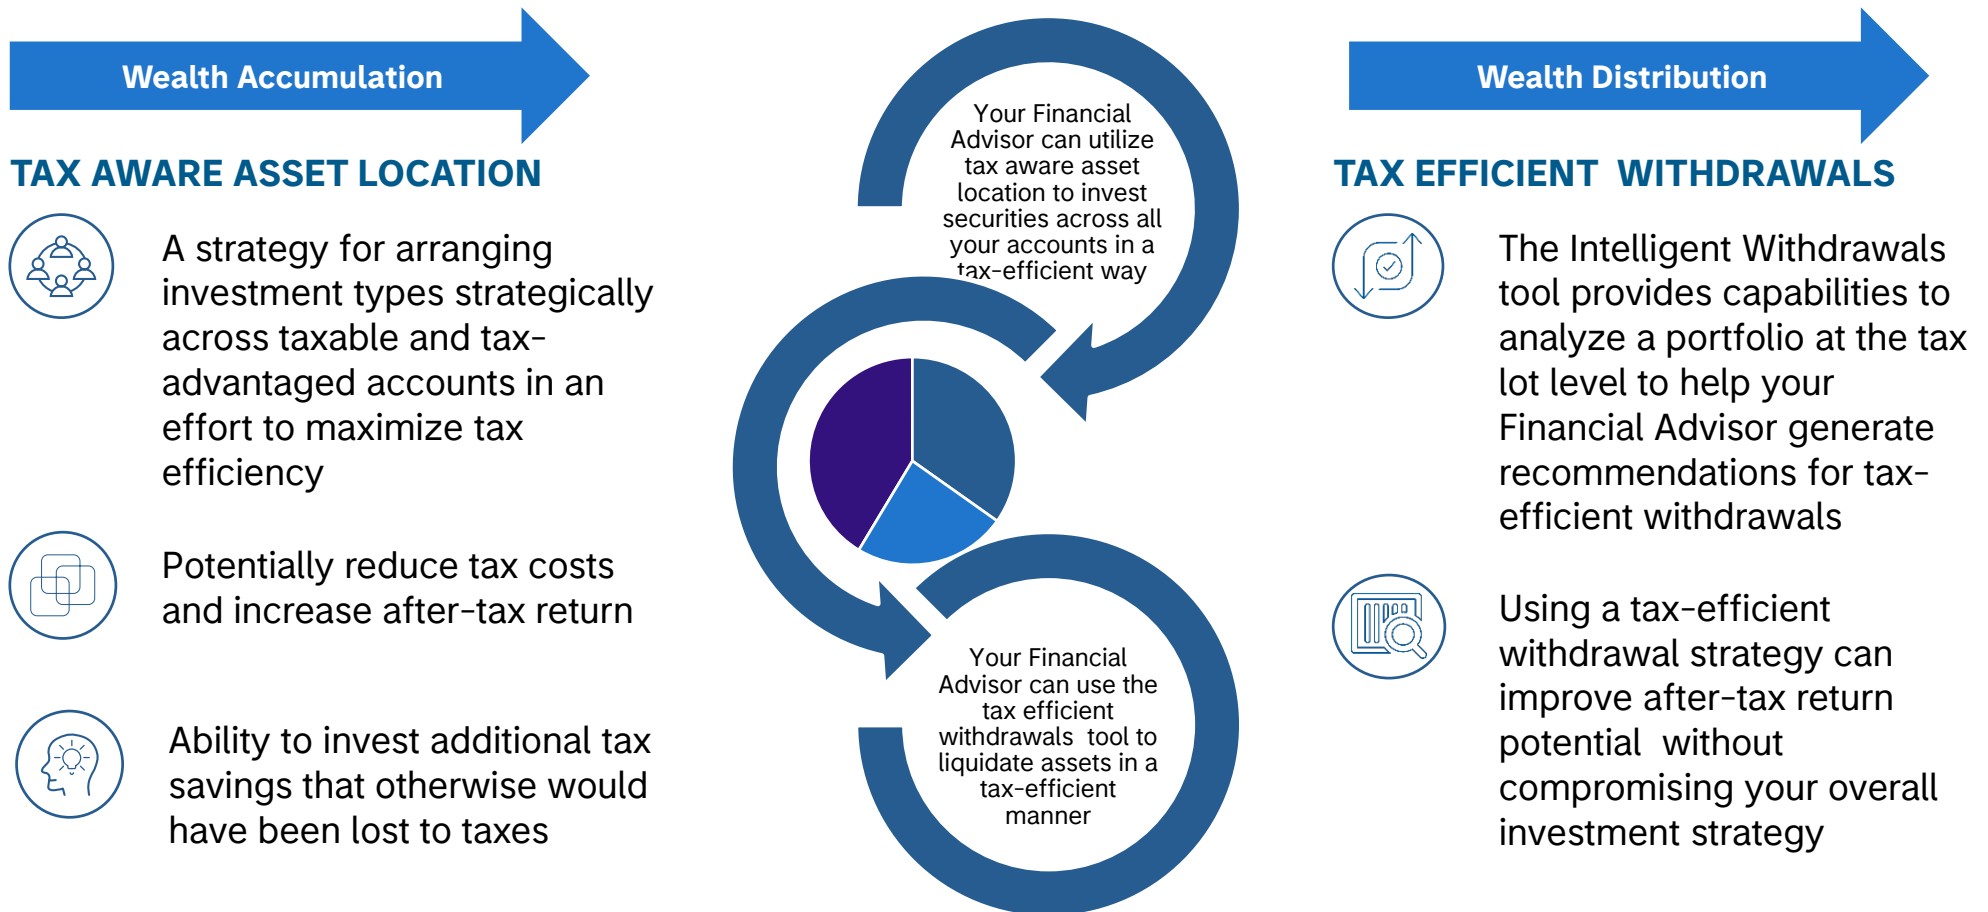 Wealth Accumulation
TAX AWARE ASSET LOCATION
A strategy for arranging
investment types strategically
across taxable and tax-
advantaged accounts in an
effort to maximize tax
efficiency
Potentially reduce tax costs
and increase after-tax return
Ability to invest additional tax
savings that otherwise would
have been lost to taxes
Your Financial
Advisor can utilize
tax aware asset
location to invest
securities across all
your accounts in a
tax-efficient way
Your Financial
Advisor can use the
tax efficient
withdrawals  tool to
liquidate assets in a
tax-efficient
manner
Wealth Distribution
TAX EFFICIENT  WITHDRAWALS
The Intelligent Withdrawals
tool provides capabilities to
analyze a portfolio at the tax
lot level to help your
Financial Advisor generate
recommendations for tax-
efficient withdrawals
Using a tax-efficient
withdrawal strategy can
improve after-tax return
potential  without
compromising your overall
investment strategy